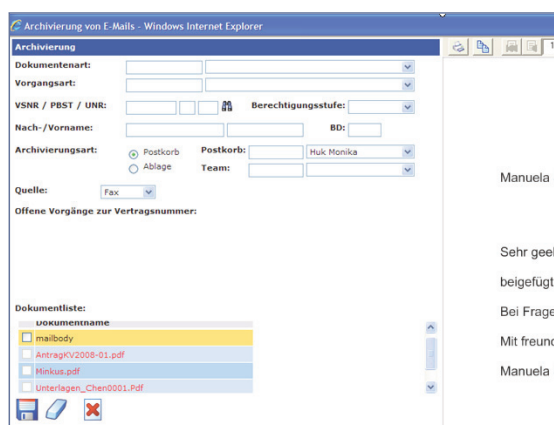 Archivierung von E-Mails - Windows Internet Explorer
Archivierung
Dokumentenart:
Vorgangsart:
VSNR / PBST / UNR:
Berechtigungsstufe:
Nach-/Vorname:
BD:
Archivierungsart:
Postkorb
Postkorb:
Huk Monika
Ablage
Team:
Quelle:
Fax
Offene Vorgänge zur Vertragsnummer:
Dokumentliste:
Dokumentname
mailbody
AntragKV2008-01.pdf
Minkus.pdf
Unterlagen_Chen0001.Pdf
1
Manuela
Sehr geel
beigefügt
Bei Frage
Mit freund
Manuela